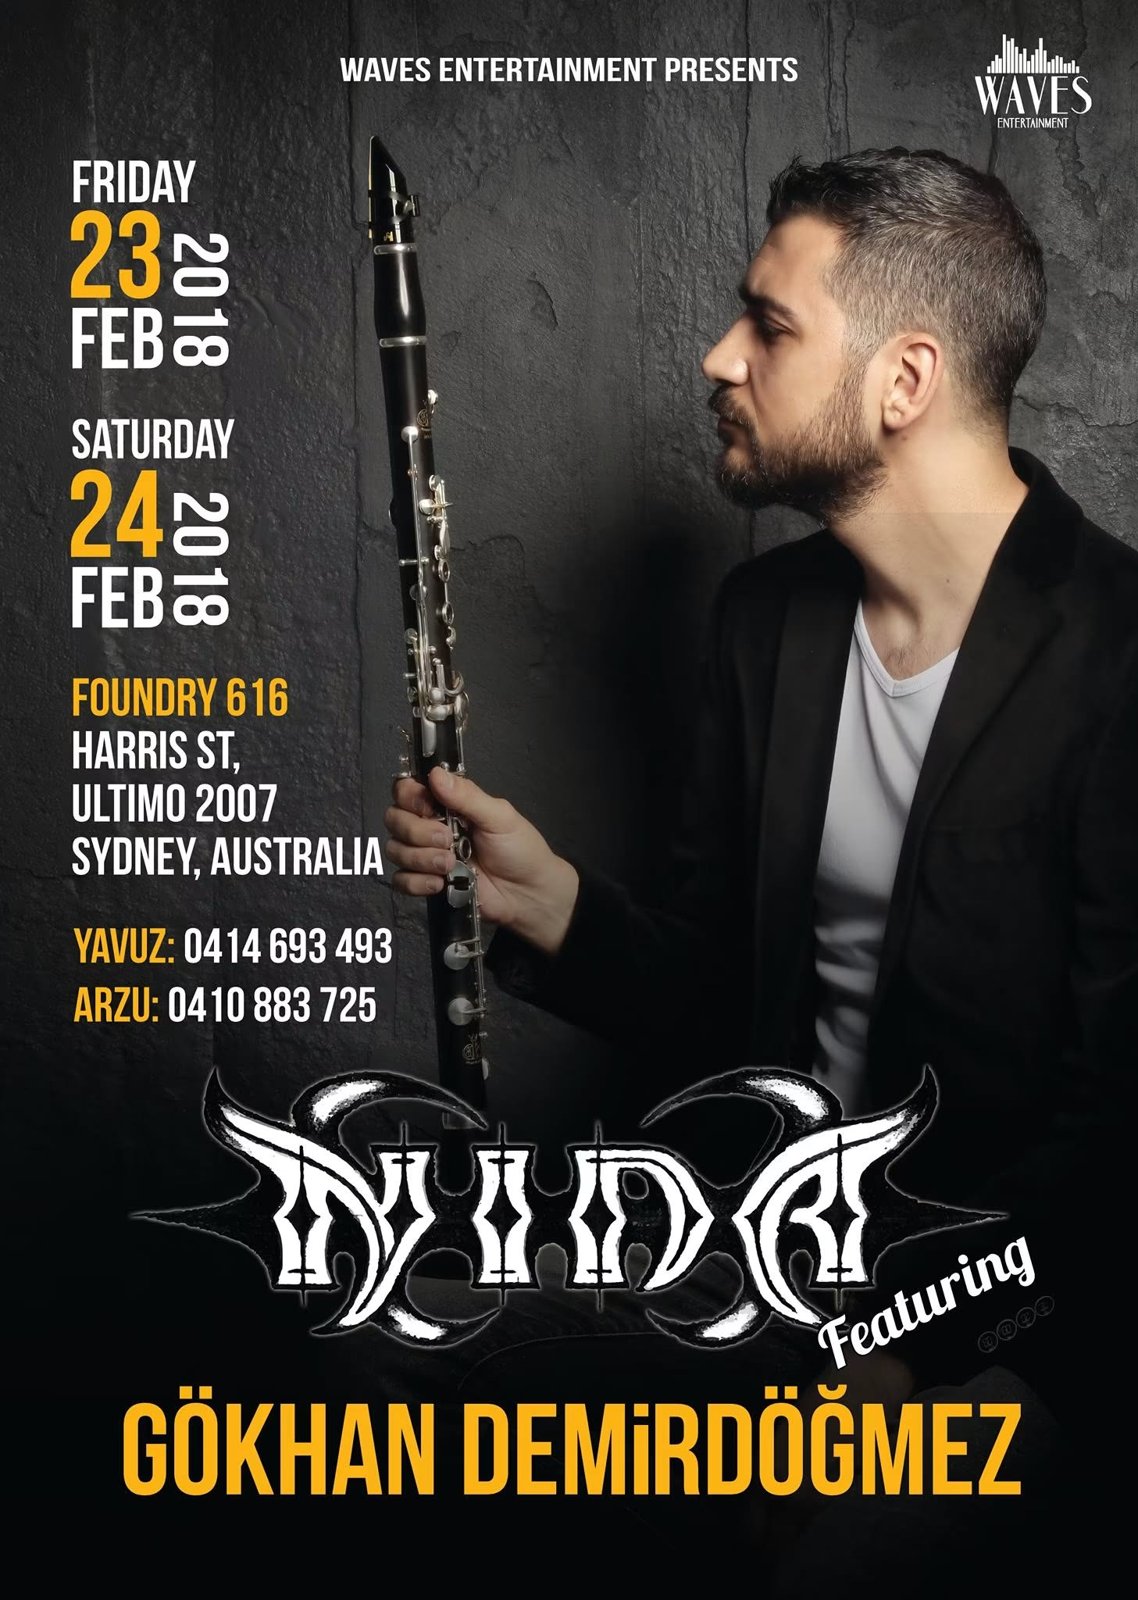 WAVES ENTERTAINMENT PRESENTS
WAVES
ENTERTAINMENT
FRIDAY
23
FEB
2018
SATURDAY
24
FEB
2018
FOUNDRY 616
HARRIS ST,
ULTIMO 2007
SYDNEY, AUSTRALIA
YAVUZ: 0414 693 493
ARZU: 0410 883 725
NIDA
Featuring
GÖKHAN DEMiRDÖĞMEZ